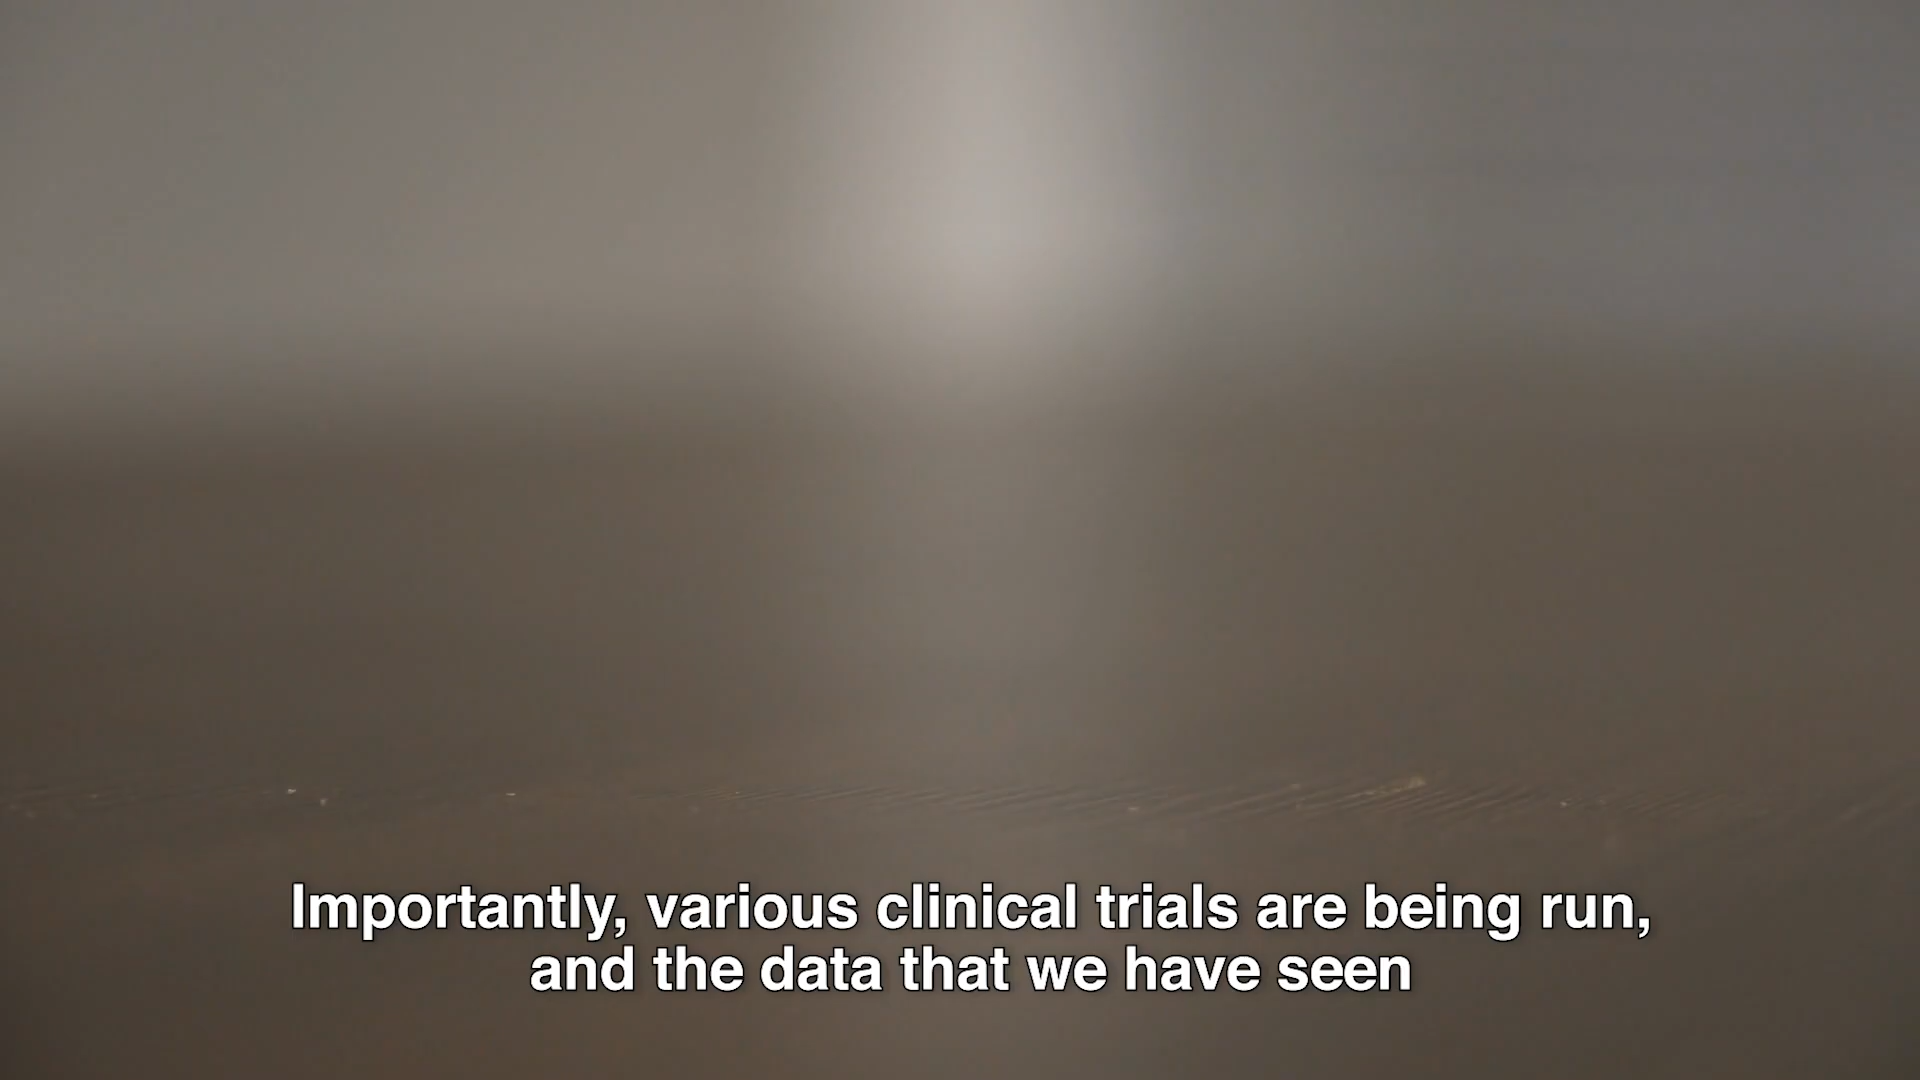 Importantly, various clinical trials are being run,
and the data that we have seen